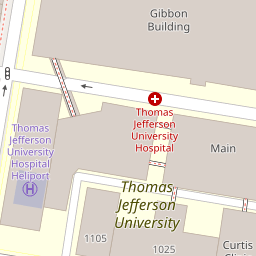 Gibbon
Building
Thomas
Jefferson
University
Hospital
Thomas
Jefferson
University
Hospital
Heliport
H
Main
Thomas
Jefferson
University
1105
1025
Curtis